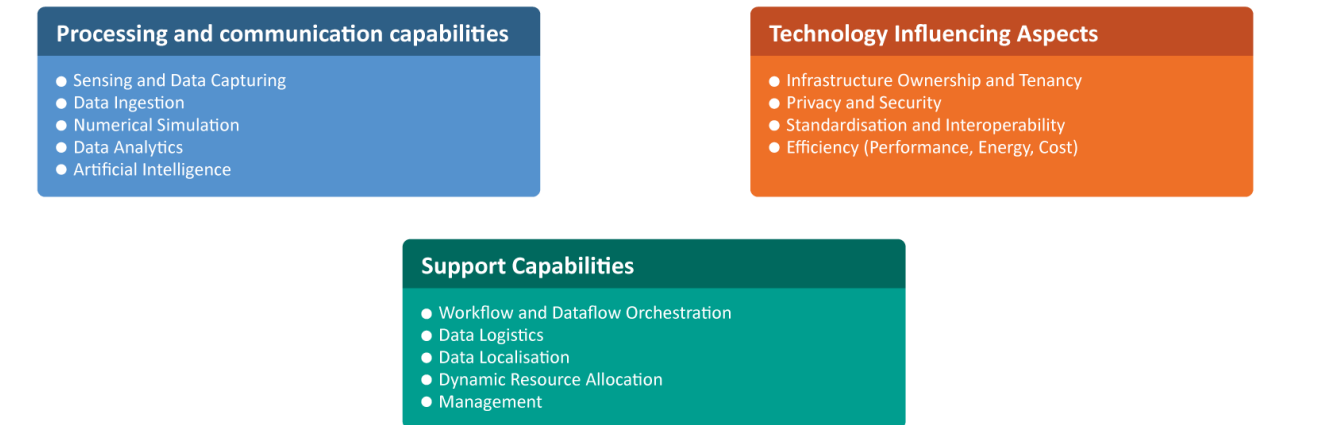 Processing and communication capabilities
● Sensing and Data Capturing
● Data Ingestion
● Numerical Simulation
● Data Analytics
● Artificial Intelligence
Technology Influencing Aspects
● Infrastructure Ownership and Tenancy
● Privacy and Security
● Standardisation and Interoperability
● Efficiency (Performance, Energy, Cost)
Support Capabilities
● Workflow and Dataflow Orchestration
● Data Logistics
● Data Localisation
● Dynamic Resource Allocation
● Management